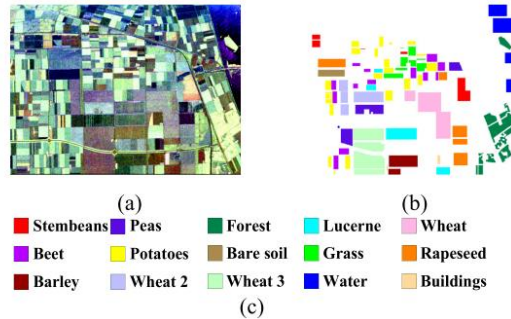 (a) (b)
Stembeans Peas Forest Lucerne Wheat
Beet Potatoes Bare soil Grass Rapeseed
Barley Wheat 2 Wheat 3 Water Buildings
(c)